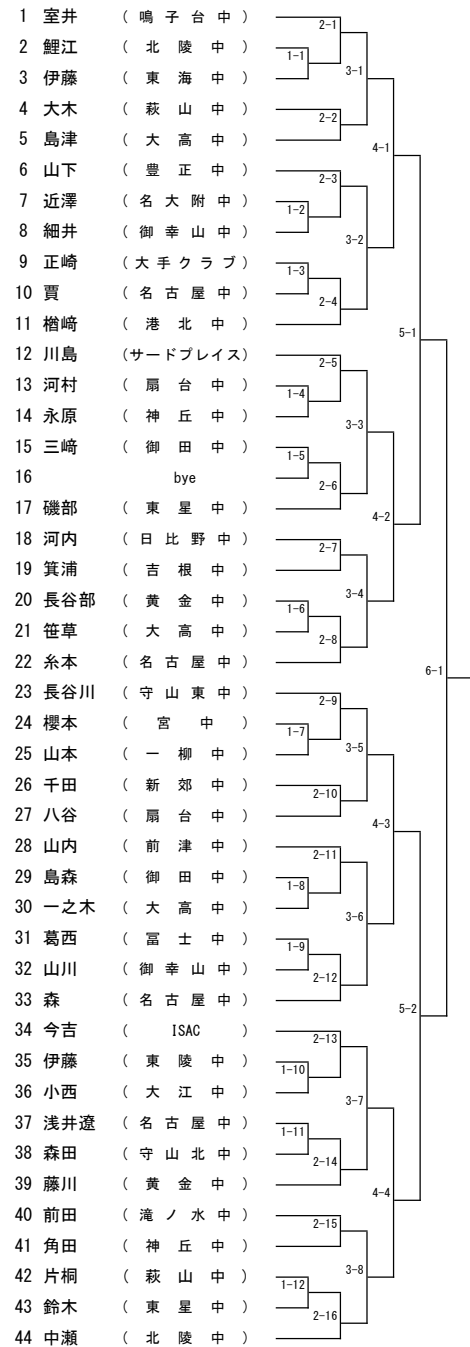 1 室井 (鳴子台中)
2-1
2 鯉江 (北陵中)
1-1
3 伊藤 (東海中)
3-1
4 大木 (萩山中)
2-2
5 島津 (大高中)
4-1
6 山下 (豊正中)
2-3
7 近澤 (名大附中)
1-2
8 細井 (御幸山中)
3-2
9 正崎 (大手クラブ)
1-3
10 賈 (名古屋中)
2-4
11 楢﨑 (港北中)
5-1
12 川島 (サードプレイス)
2-5
13 河村 (扇台中)
1-4
14 永原 (神丘中)
3-3
15 三﨑 (御田中)
1-5
16 bye
2-6
17 磯部 (東星中)
4-2
18 河内 (日比野中)
2-7
19 箕浦 (吉根中)
3-4
20 長谷部 (黄金中)
1-6
21 笹草 (大高中)
2-8
22 糸本 (名古屋中)
6-1
23 長谷川 (守山東中)
2-9
24 櫻本 (宮中)
1-7
25 山本 (一柳中)
3-5
26 千田 (新郊中)
2-10
27 八谷 (扇台中)
4-3
28 山内 (前津中)
2-11
29 島森 (御田中)
1-8
30 一之木 (大高中)
3-6
31 葛西 (冨士中)
1-9
32 山川 (御幸山中)
2-12
33 森 (名古屋中)
5-2
34 今吉 (ISAC)
2-13
35 伊藤 (東陵中)
1-10
36 小西 (大江中)
3-7
37 浅井遼 (名古屋中)
1-11
38 森田 (守山北中)
2-14
39 藤川 (黄金中)
4-4
40 前田 (滝ノ水中)
2-15
41 角田 (神丘中)
3-8
42 片桐 (萩山中)
1-12
43 鈴木 (東星中)
2-16
44 中瀬 (北陵中)